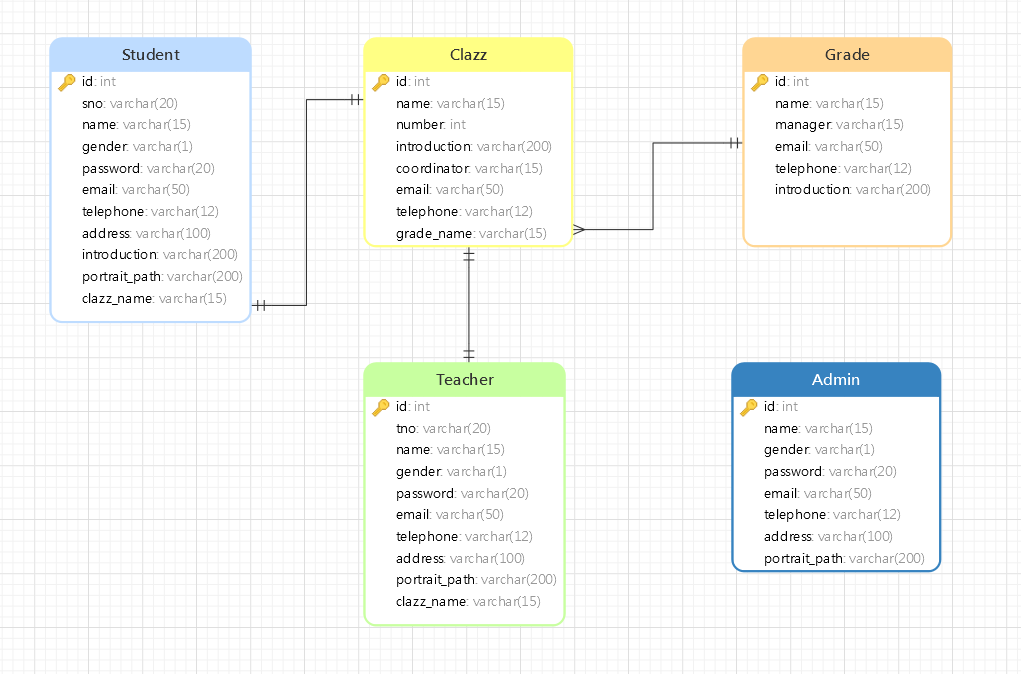 Student
id: int
sno: varchar(20)
name: varchar(15)
gender: varchar(1)
password: varchar(20)
email: varchar(50)
telephone: varchar(12)
address: varchar(100)
introduction: varchar(200)
portrait_path: varchar(200)
clazz_name: varchar(15)
Clazz
id: int
name: varchar(15)
number: int
introduction: varchar(200)
coordinator: varchar(15)
email: varchar(50)
telephone: varchar(12)
grade_name: varchar(15)
Grade
id: int
name: varchar(15)
manager: varchar(15)
email: varchar(50)
telephone: varchar(12)
introduction: varchar(200)
Teacher
id: int
tno: varchar(20)
name: varchar(15)
gender: varchar(1)
password: varchar(20)
email: varchar(50)
telephone: varchar(12)
address: varchar(100)
portrait_path: varchar(200)
clazz_name: varchar(15)
Admin
id: int
name: varchar(15)
gender: varchar(1)
password: varchar(20)
email: varchar(50)
telephone: varchar(12)
address: varchar(100)
portrait_path: varchar(200)